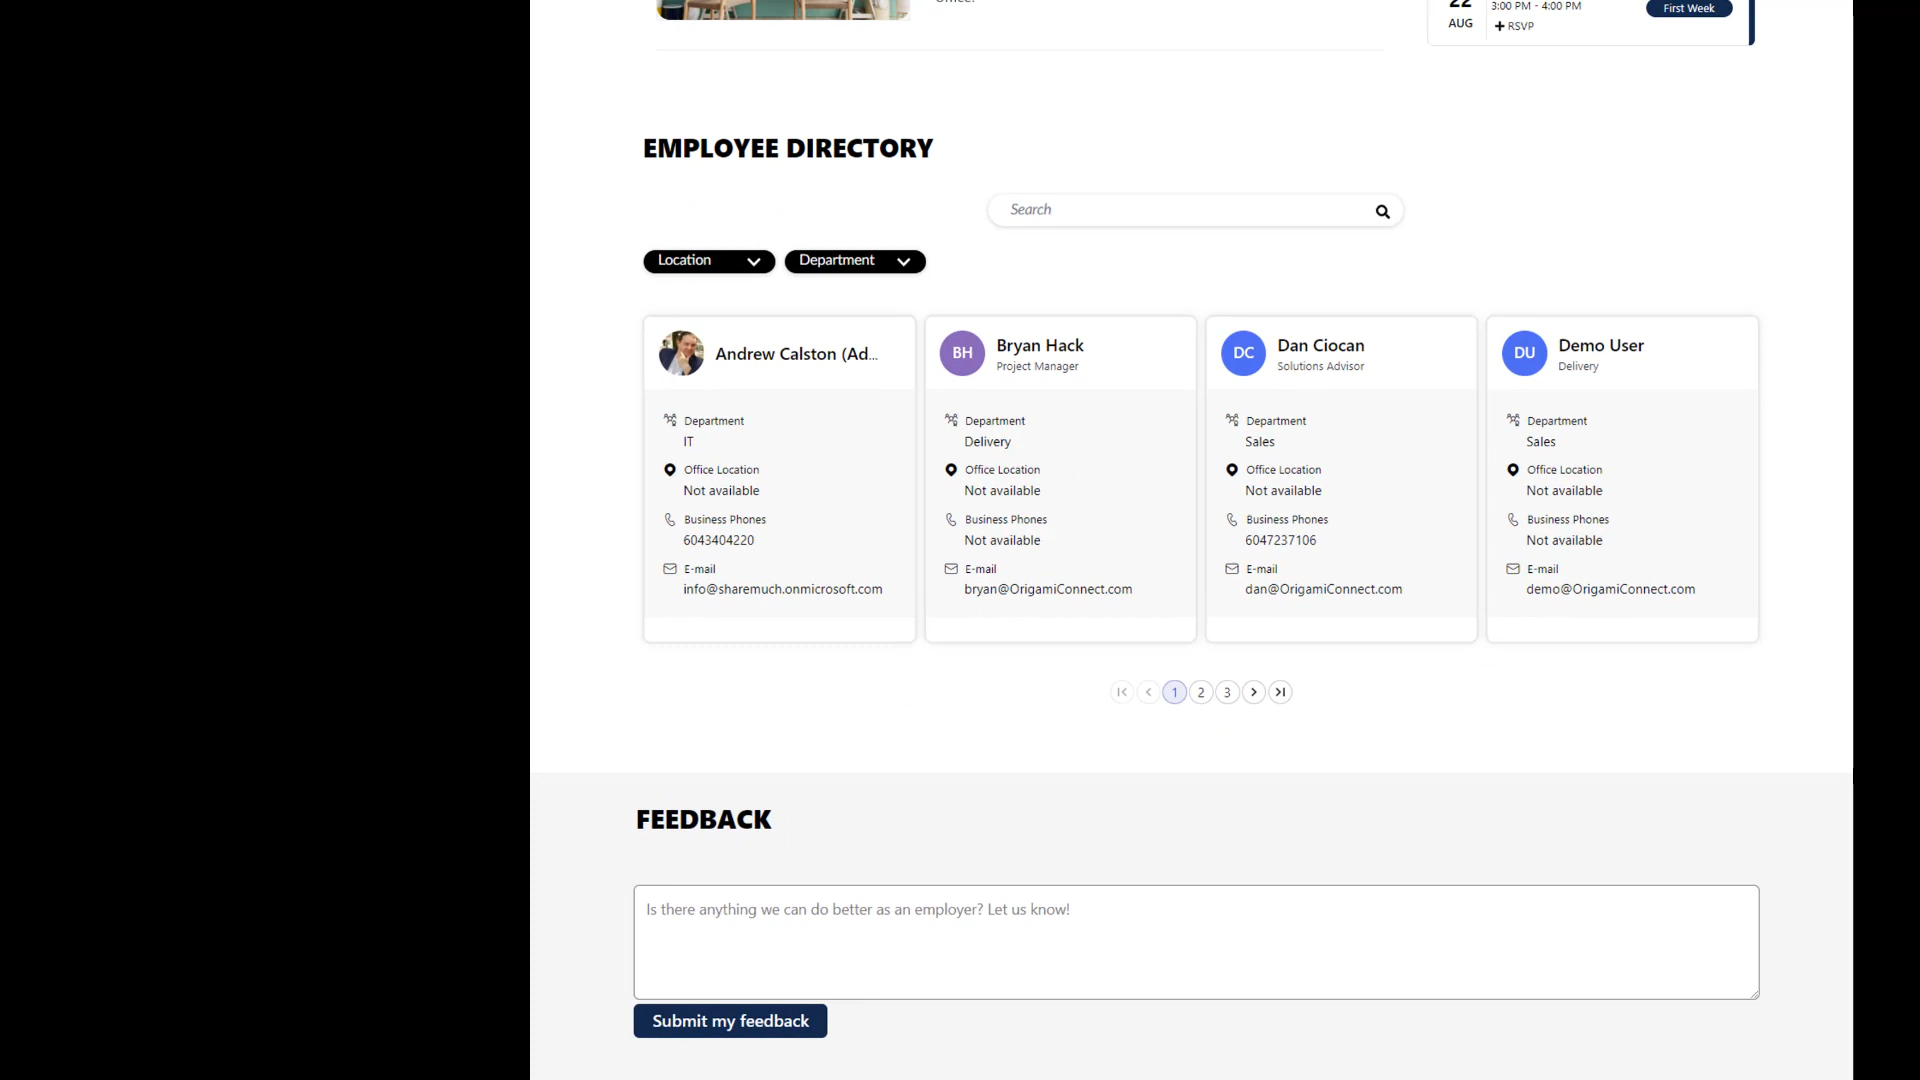 22
3:00 PM - 4:00 PM
First Week
AUG
RSVP
EMPLOYEE DIRECTORY
Search
Location
Department
Andrew Calston (Ad...
Department
IT
Office Location
Not available
Business Phones
6043404220
E-mail
info@sharemuch.onmicrosoft.com
BH
Bryan Hack
Project Manager
Department
Delivery
Office Location
Not available
Business Phones
Not available
E-mail
bryan@OrigamiConnect.com
DC
Dan Ciocan
Solutions Advisor
Department
Sales
Office Location
Not available
Business Phones
6047237106
E-mail
dan@OrigamiConnect.com
DU
Demo User
Delivery
Department
Sales
Office Location
Not available
Business Phones
Not available
E-mail
demo@OrigamiConnect.com
1 2 3
FEEDBACK
Is there anything we can do better as an employer? Let us know!
Submit my feedback